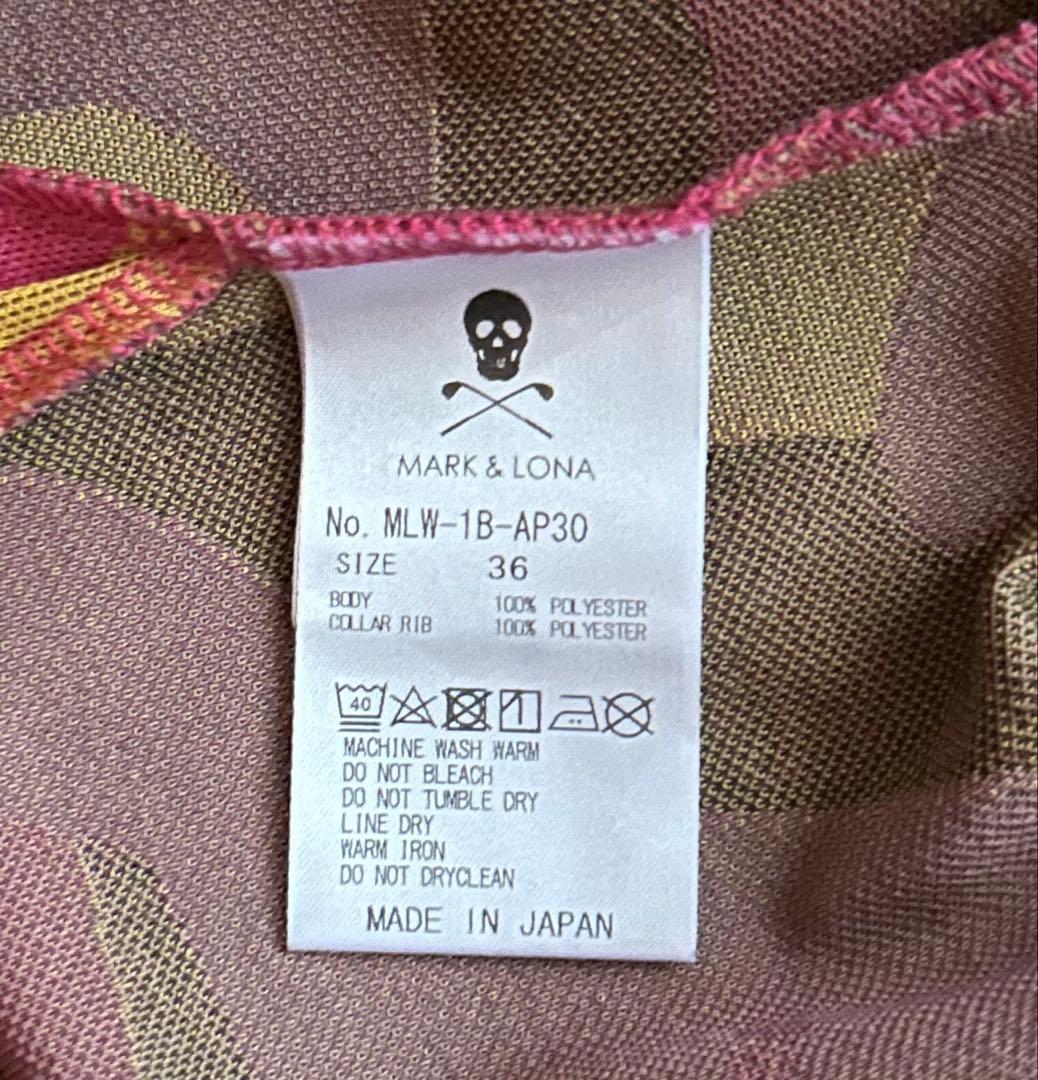 MARK & LONA
No. MLW-1B-AP30
SIZE 36
BODY 100% POLYESTER
COLLAR RIB 100% POLYESTER
40
MACHINE WASH WARM
DO NOT BLEACH
DO NOT TUMBLE DRY
LINE DRY
WARM IRON
DO NOT DRYCLEAN
MADE IN JAPAN